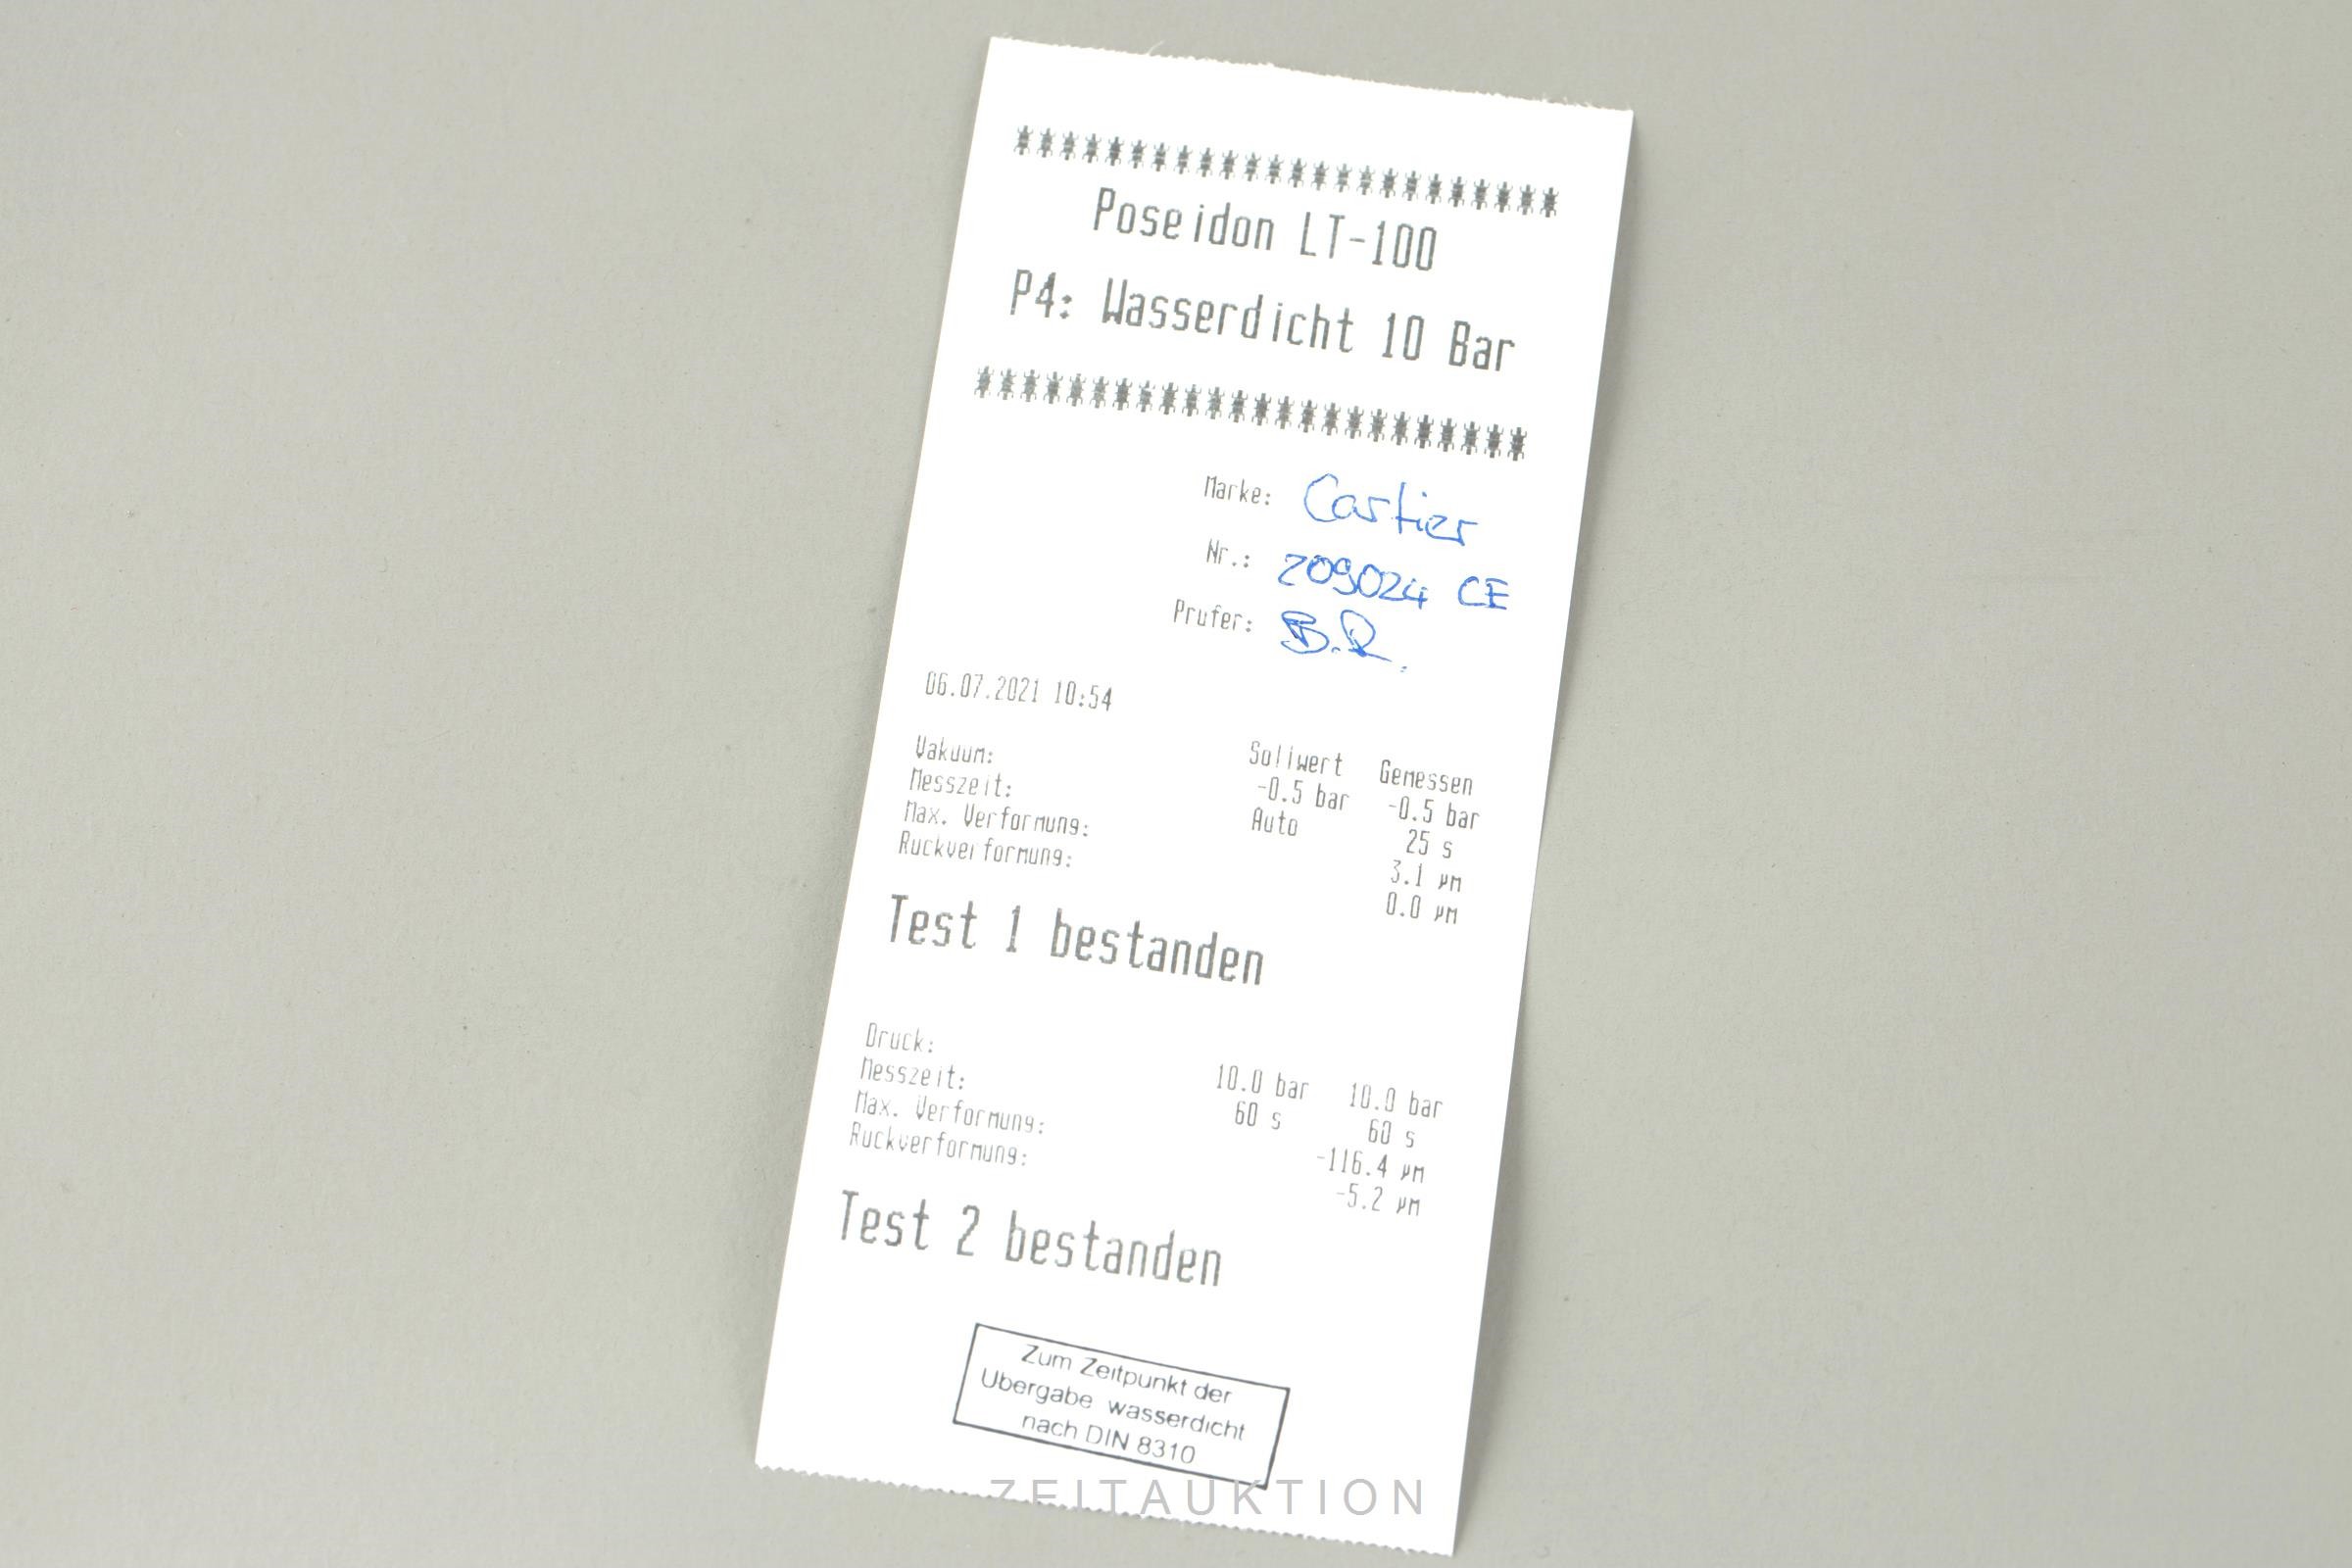 Poseidon LT-100
P4: Wasserdicht 10 Bar
Marke: Cartier
Nr.: 209024 CE
Prufer: B.R.
06.07.2021 10:54
Sollwert Gemessen
Vakuum: -0.5 bar -0.5 bar
Messzeit: Auto 25 s
Max. Verformung: 3.1 µm
Ruckverformung: 0.0 µm
Test 1 bestanden
Druck: 10.0 bar 10.0 bar
Messzeit: 60 s 60 s
Max. Verformung: -116.4 µm
Ruckverformung: -5.2 µm
Test 2 bestanden
Zum Zeitpunkt der
Ubergabe wasserdicht
nach DIN 8310
ZEITAUKTION